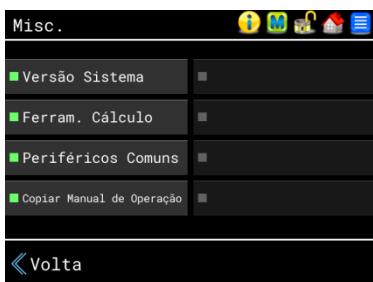 Misc.
i
M
Versão Sistema
Ferram. Cálculo
Periféricos Comuns
Copiar Manual de Operação
Volta